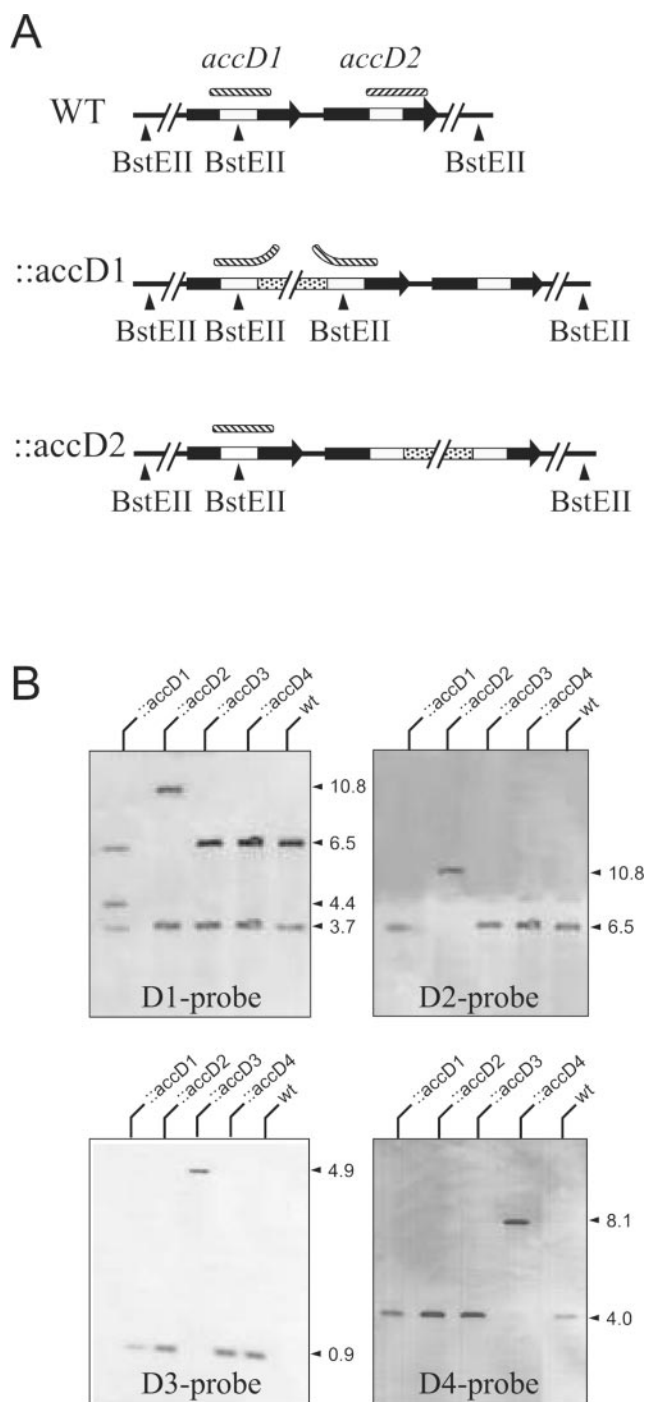 A
accD1 accD2
WT
BstEII BstEII BstEII
::accD1
BstEII BstEII BstEII BstEII
::accD2
BstEII BstEII BstEII
B
::accD1 ::accD2 ::accD3 ::accD4 wt
10.8
6.5
4.4
3.7
D1-probe
::accD1 ::accD2 ::accD3 ::accD4 wt
10.8
6.5
D2-probe
::accD1 ::accD2 ::accD3 ::accD4 wt
4.9
0.9
D3-probe
::accD1 ::accD2 ::accD3 ::accD4 wt
8.1
4.0
D4-probe